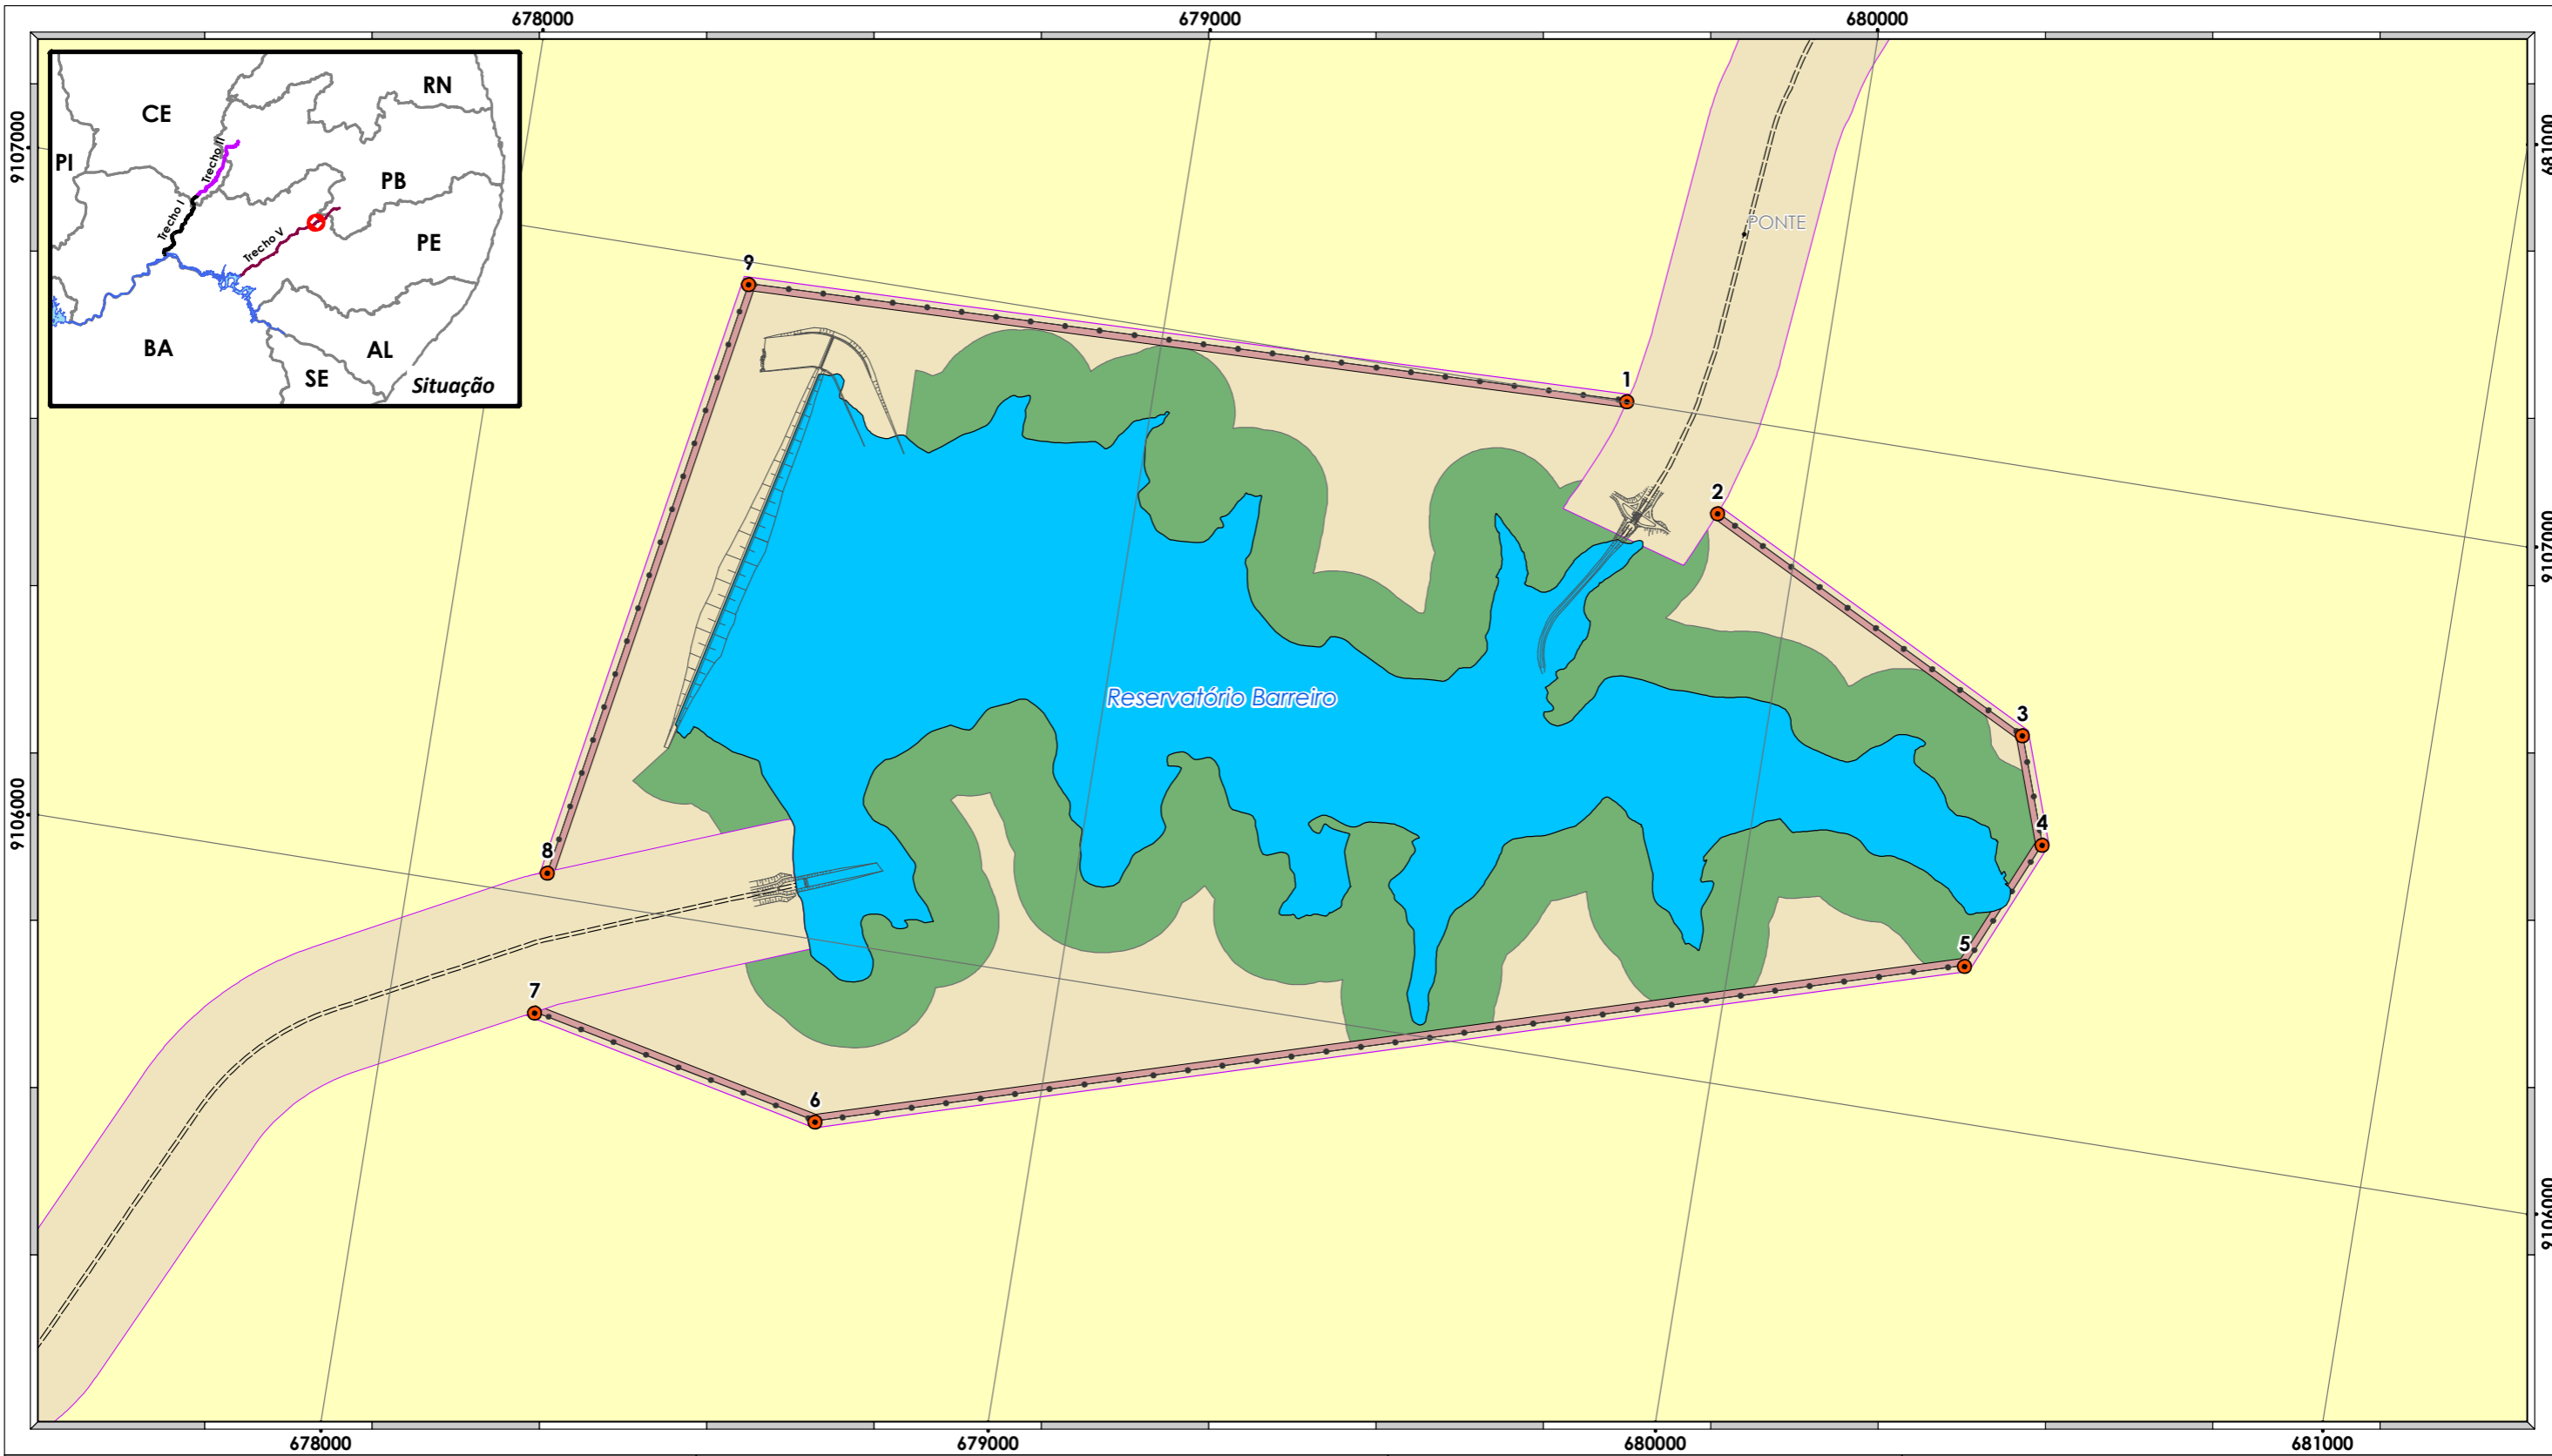 678000
679000
680000
CE
RN
PI
PB
PE
BA
AL
SE
Trecho II
Trecho I
Trecho V
Situação
9107000
681000
PONTE
9
1
2
9107000
Reservatório Barreiro
3
9106000
4
8
5
7
6
9106000
678000
679000
680000
681000